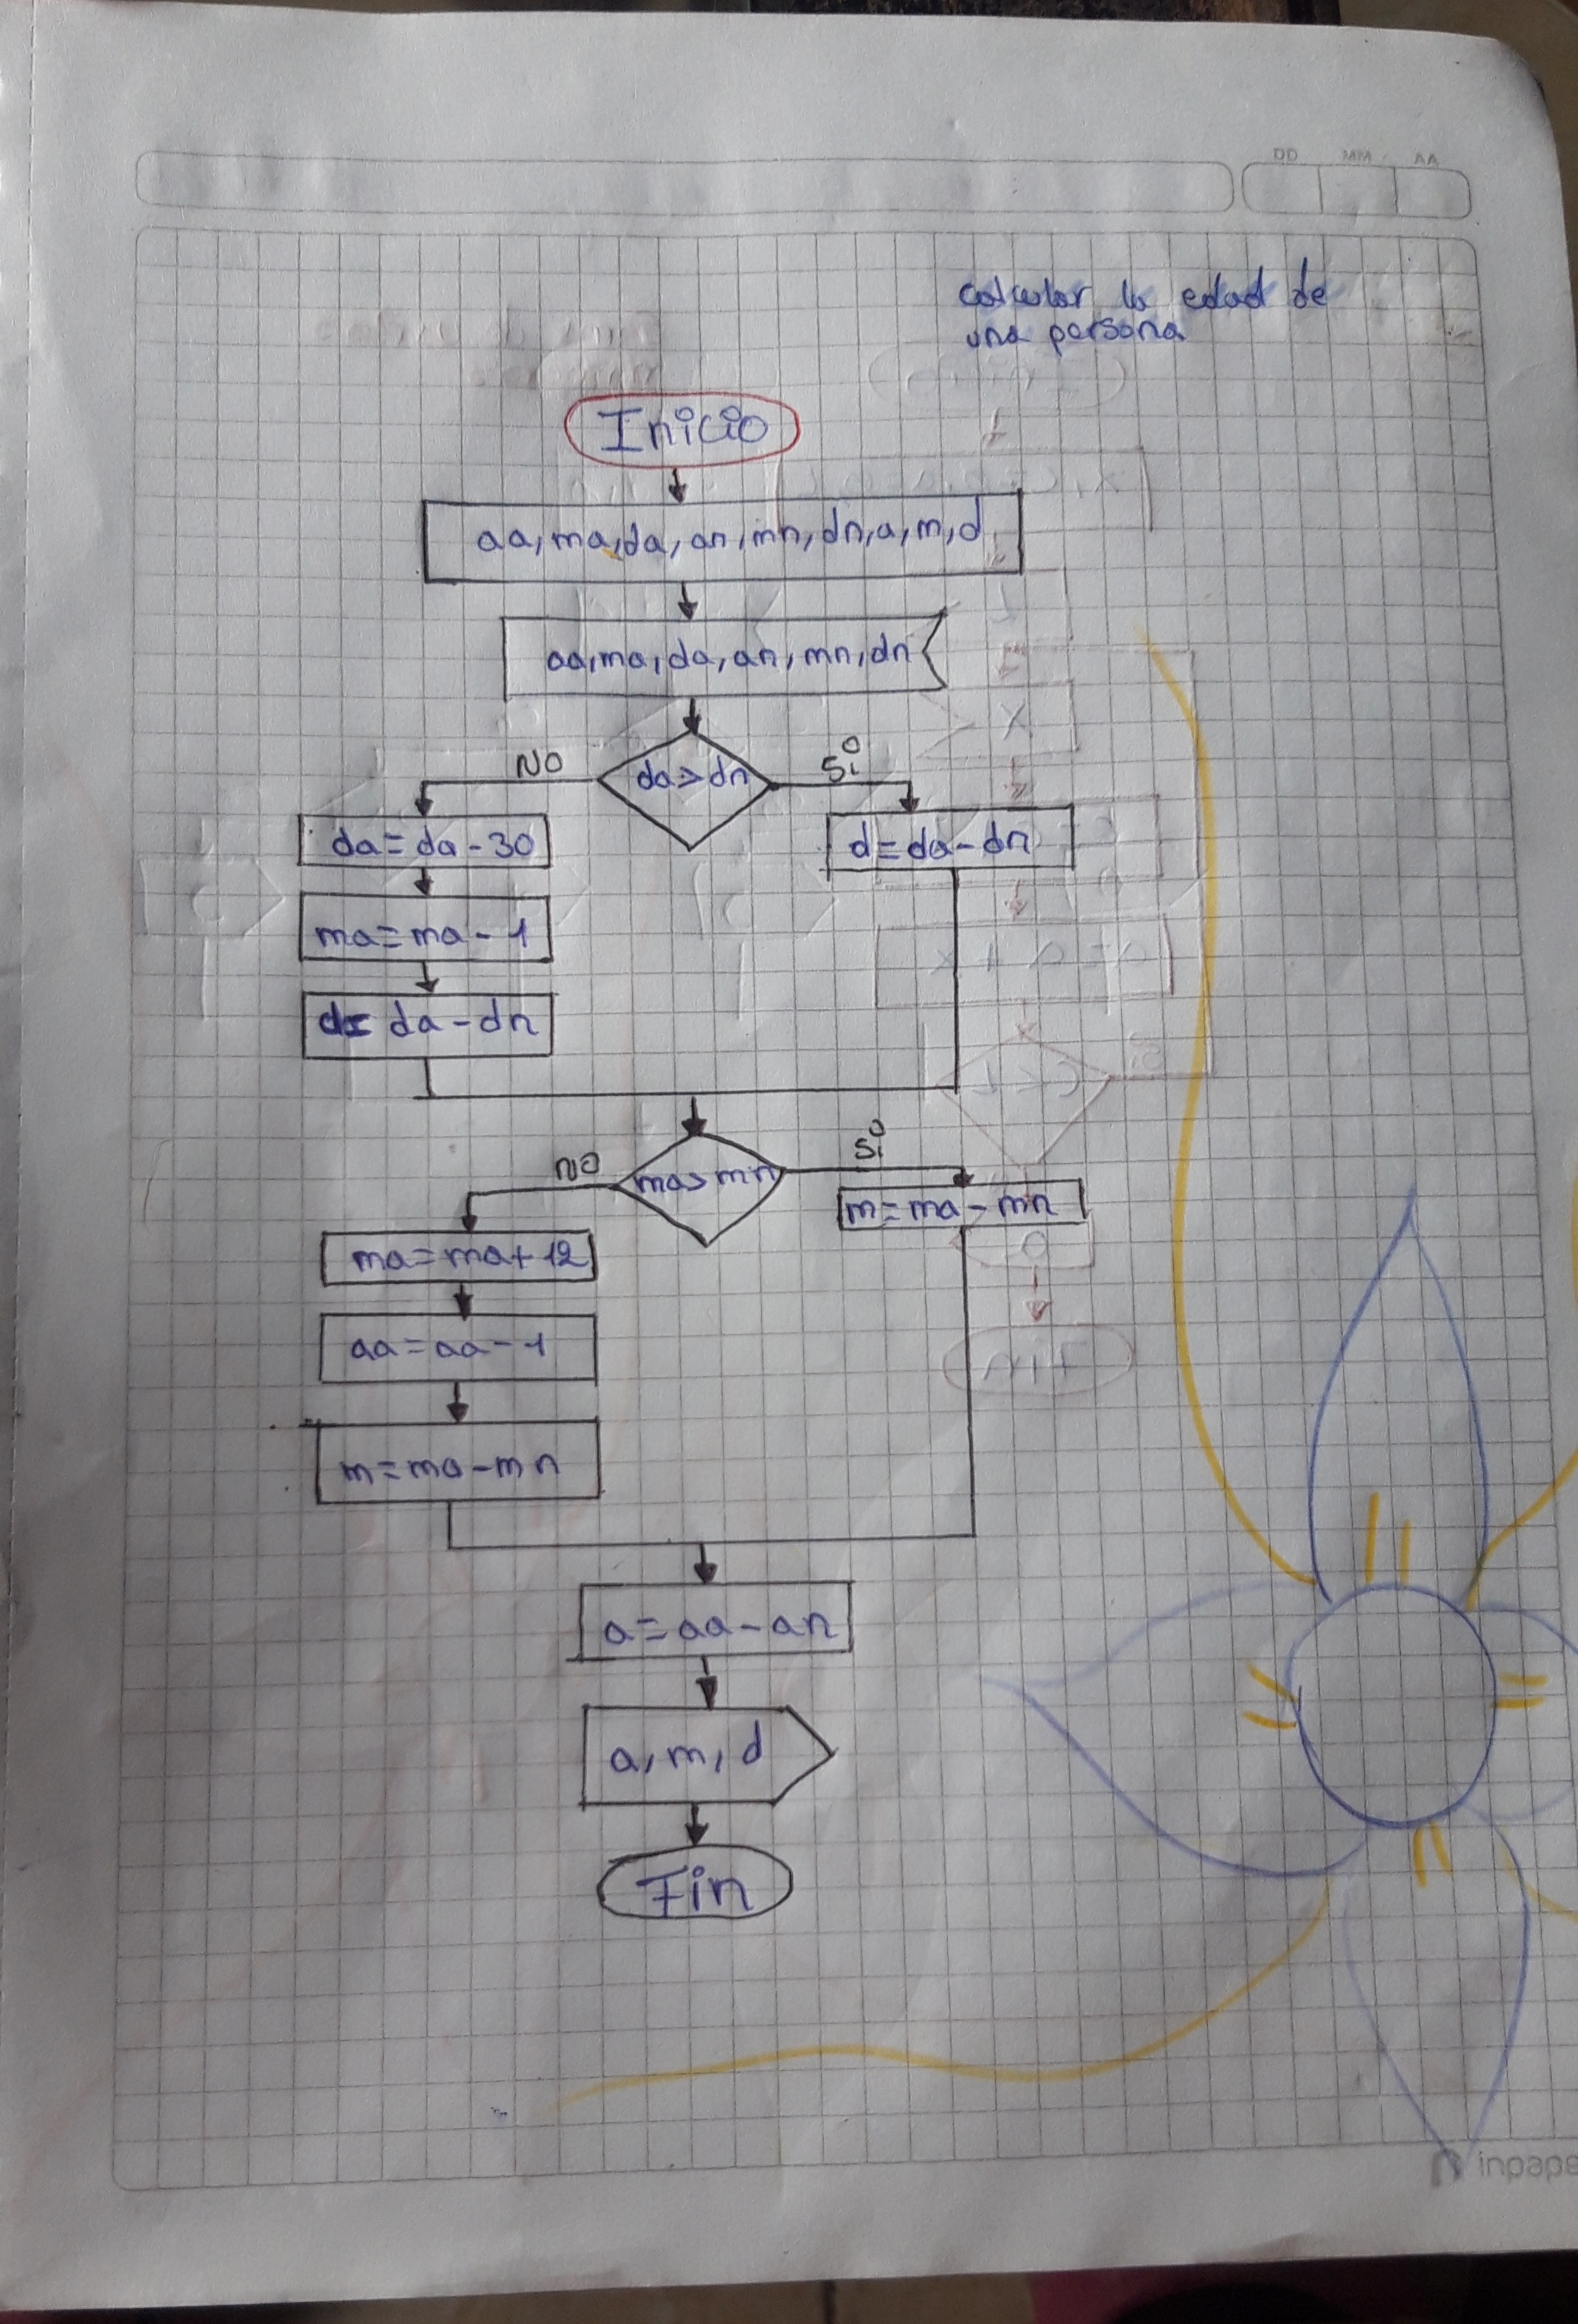 DD MM AA
calcular la edad de
una persona
Inicio
aa, ma, da, an, mn, dn, a, m, d
aa, ma, da, an, mn, dn
da > dn
NO
Si
da = da - 30
d = da - dn
ma = ma - 1
d = da - dn
ma > mn
NO
Si
m = ma - mn
ma = ma + 12
aa = aa - 1
m = ma - mn
a = aa - an
a, m, d
Fin